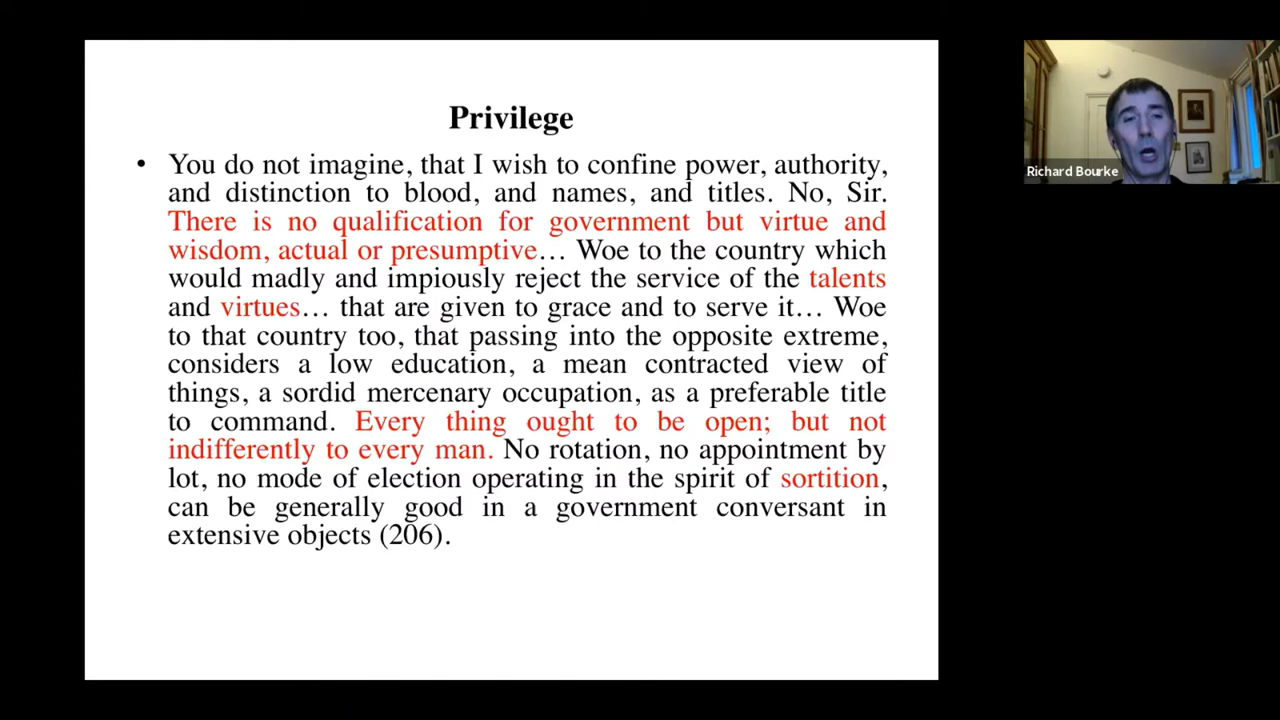 Privilege
• You do not imagine, that I wish to confine power, authority,
and distinction to blood, and names, and titles. No, Sir.
There is no qualification for government but virtue and
wisdom, actual or presumptive… Woe to the country which
would madly and impiously reject the service of the talents
and virtues… that are given to grace and to serve it… Woe
to that country too, that passing into the opposite extreme,
considers a low education, a mean contracted view of
things, a sordid mercenary occupation, as a preferable title
to command. Every thing ought to be open; but not
indifferently to every man. No rotation, no appointment by
lot, no mode of election operating in the spirit of sortition,
can be generally good in a government conversant in
extensive objects (206).
Richard Bourke